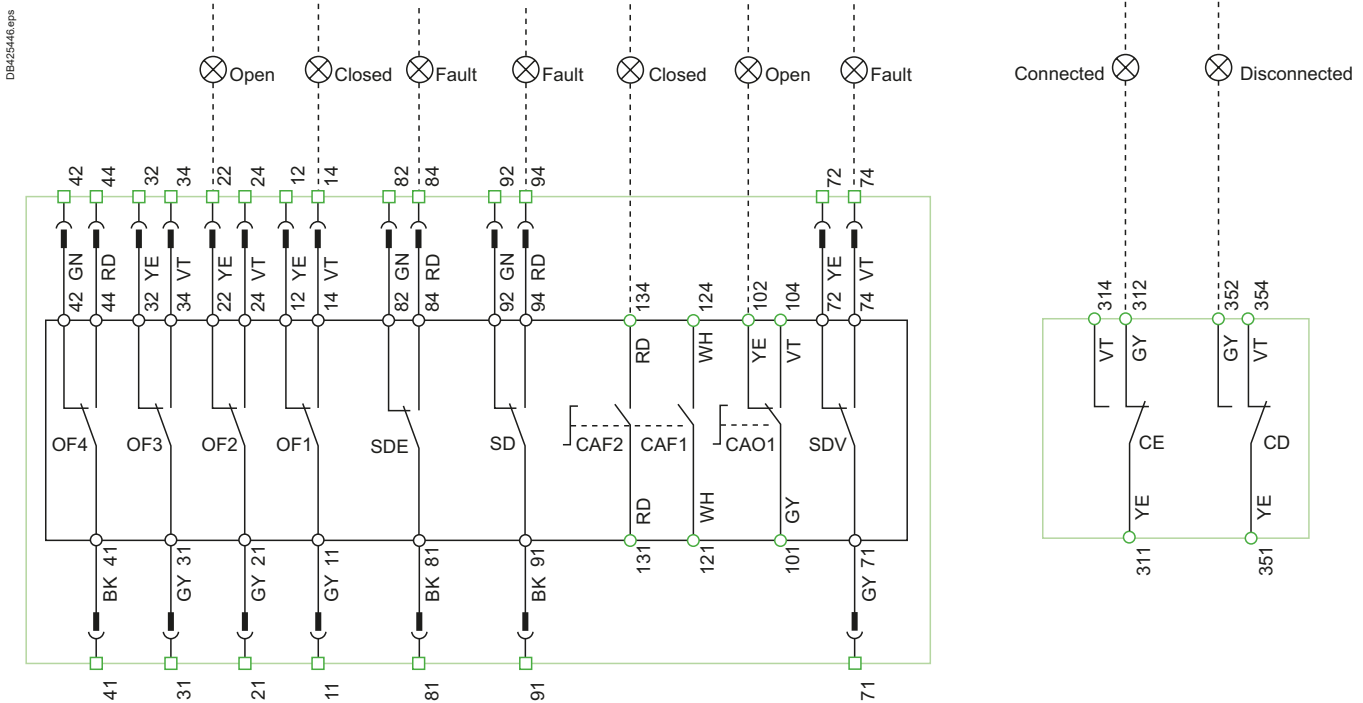 DB425446.eps
Open
Closed
Fault
Fault
Closed
Open
Fault
Connected
Disconnected
42 44 32 34 22 24 12 14 82 84 92 94 72 74
GN RD YE VT YE VT YE VT GN RD GN RD YE VT
42 44 32 34 22 24 12 14 82 84 92 94 134 124 102 104 72 74
314 312 352 354
RD WH YE VT
VT GY GY VT
OF4 OF3 OF2 OF1 SDE SD CAF2 CAF1 CAO1 SDV
CE CD
RD WH GY
YE YE
41 31 21 11 81 91 131 121 101 71
311 351
BK GY GY GY BK BK GY
41 31 21 11 81 91 71